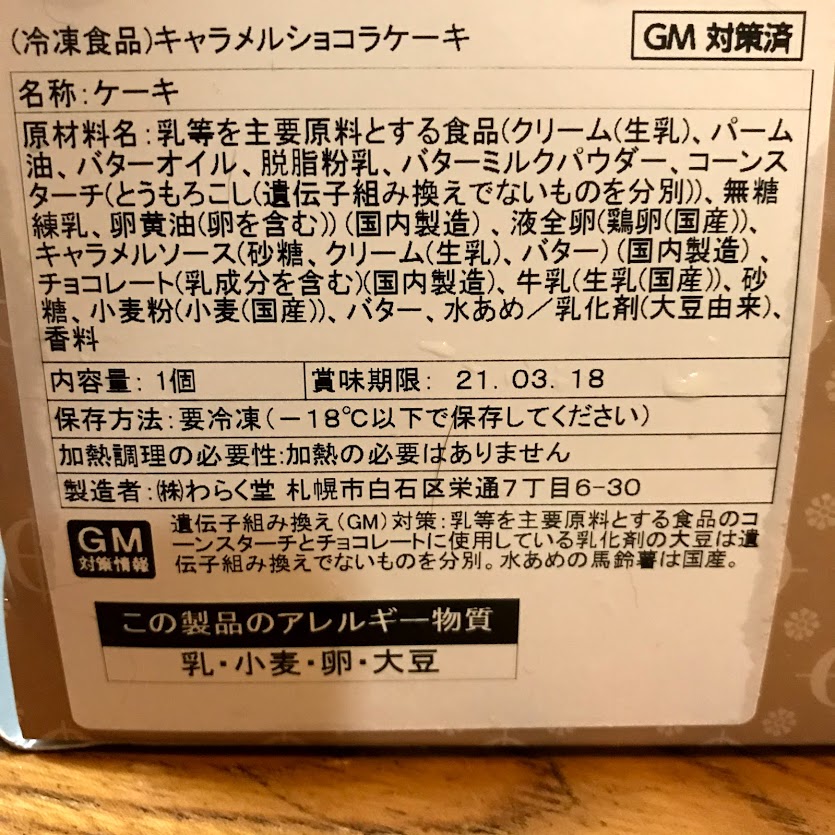 (冷凍食品)キャラメルショコラケーキ
GM 対策済
名称:ケーキ
原材料名:乳等を主要原料とする食品(クリーム(生乳)、パーム
油、バターオイル、脱脂粉乳、バターミルクパウダー、コーンス
ターチ(とうもろこし(遺伝子組み換えでないものを分別))、無糖
練乳、卵黄油(卵を含む))(国内製造)、液全卵(鶏卵(国産))、
キャラメルソース(砂糖、クリーム(生乳)、バター)(国内製造)、
チョコレート(乳成分を含む)(国内製造)、牛乳(生乳(国産))、砂
糖、小麦粉(小麦(国産))、バター、水あめ/乳化剤(大豆由来)、
香料
内容量: 1個
賞味期限: 21. 03. 18
保存方法:要冷凍(-18℃以下で保存してください)
加熱調理の必要性:加熱の必要はありません
製造者:㈱わらく堂 札幌市白石区栄通7丁目6-30
GM
対策情報
遺伝子組み換え(GM)対策:乳等を主要原料とする食品のコ
ーンスターチとチョコレートに使用している乳化剤の大豆は遺
伝子組み換えでないものを分別。水あめの馬鈴薯は国産。
この製品のアレルギー物質
乳・小麦・卵・大豆